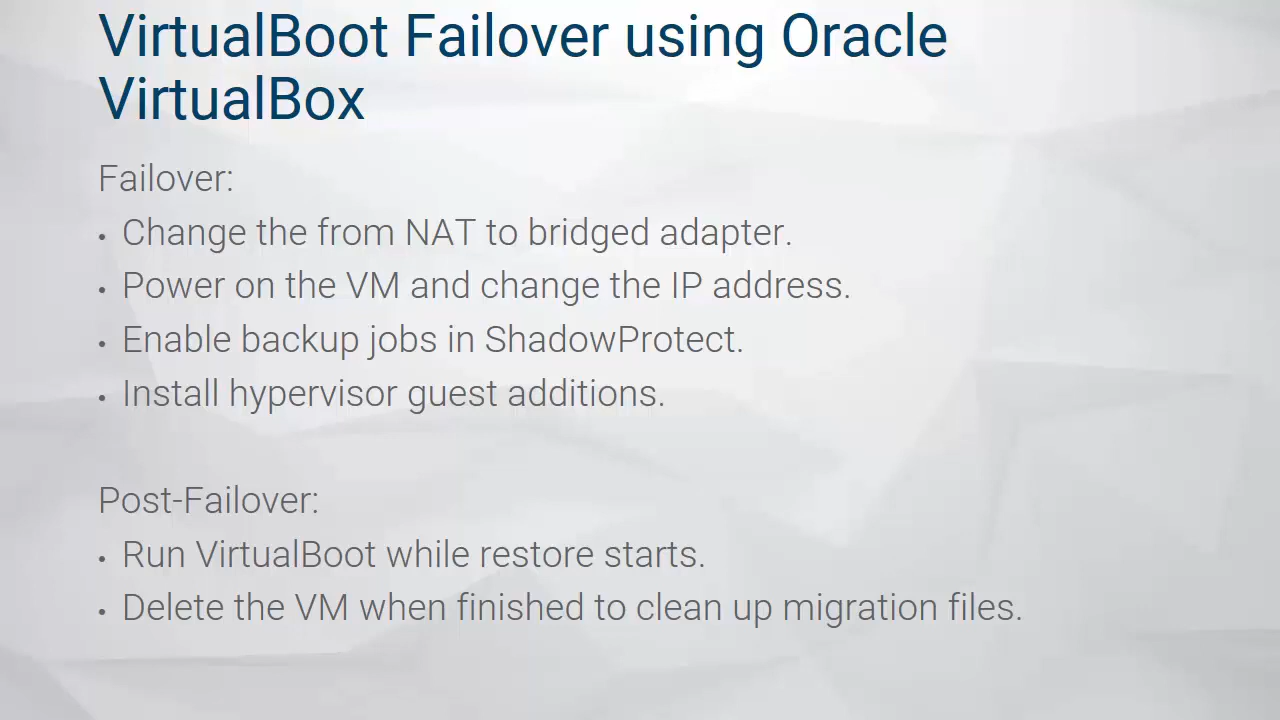 VirtualBoot Failover using Oracle
VirtualBox
Failover:
• Change the from NAT to bridged adapter.
• Power on the VM and change the IP address.
• Enable backup jobs in ShadowProtect.
• Install hypervisor guest additions.
Post-Failover:
• Run VirtualBoot while restore starts.
• Delete the VM when finished to clean up migration files.